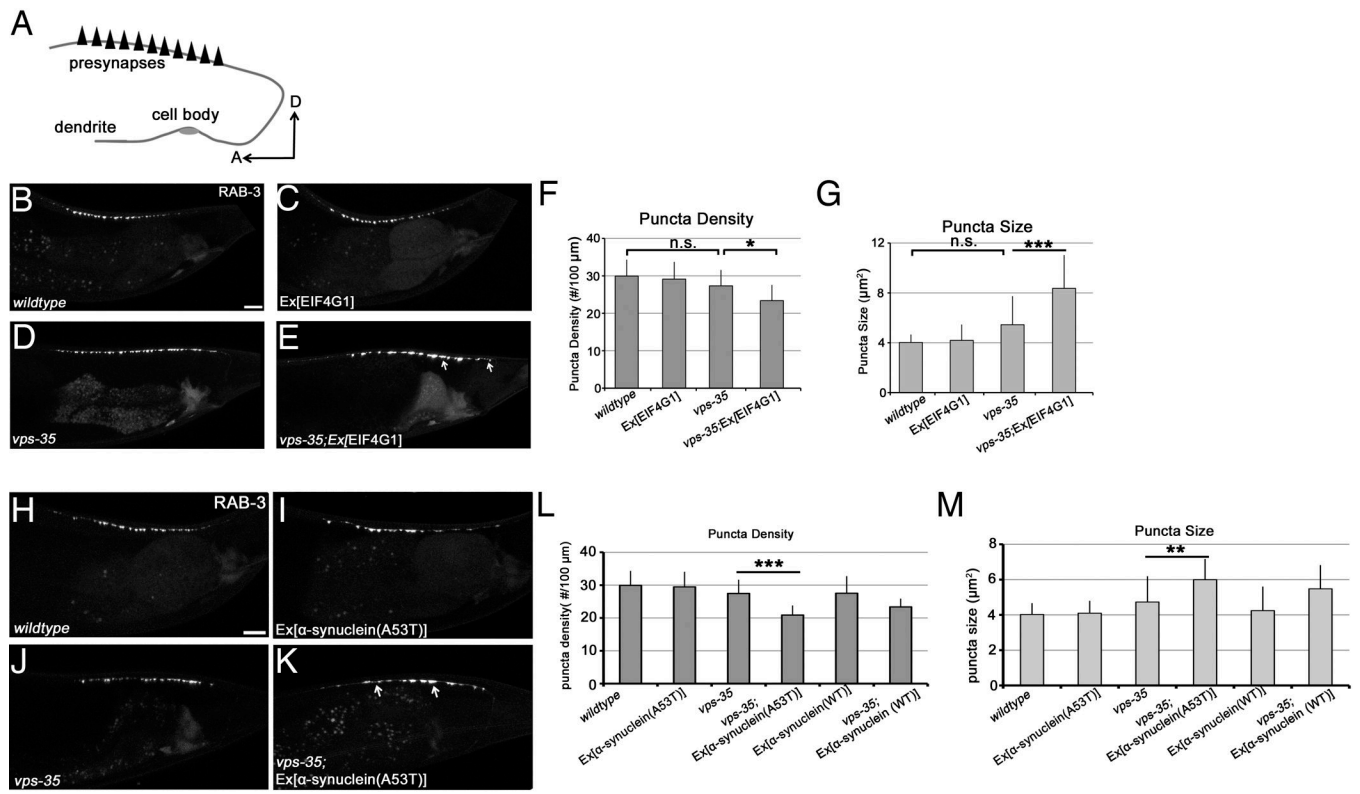 A
presynapses
cell body
dendrite
D
A
B
RAB-3
wildtype
C
Ex[EIF4G1]
D
vps-35
E
vps-35;Ex[EIF4G1]
F
Puncta Density
n.s.
*
Puncta Density (#/100 µm)
40
30
20
10
0
wildtype
Ex[EIF4G1]
vps-35
vps-35;Ex[EIF4G1]
G
Puncta Size
n.s.
***
Puncta Size (µm²)
12
8
4
0
wildtype
Ex[EIF4G1]
vps-35
vps-35;Ex[EIF4G1]
H
RAB-3
wildtype
I
Ex[α-synuclein(A53T)]
J
vps-35
K
vps-35;
Ex[α-synuclein(A53T)]
L
Puncta Density
***
puncta density( #/100 µm)
40
30
20
10
0
wildtype
Ex[α-synuclein(A53T)]
vps-35
vps-35;
Ex[α-synuclein(A53T)]
Ex[α-synuclein(WT)]
vps-35;
Ex[α-synuclein (WT)]
M
Puncta Size
**
puncta size (µm²)
8
6
4
2
0
wildtype
Ex[α-synuclein(A53T)]
vps-35
vps-35;
Ex[α-synuclein(A53T)]
Ex[α-synuclein(WT)]
vps-35;
Ex[α-synuclein (WT)]